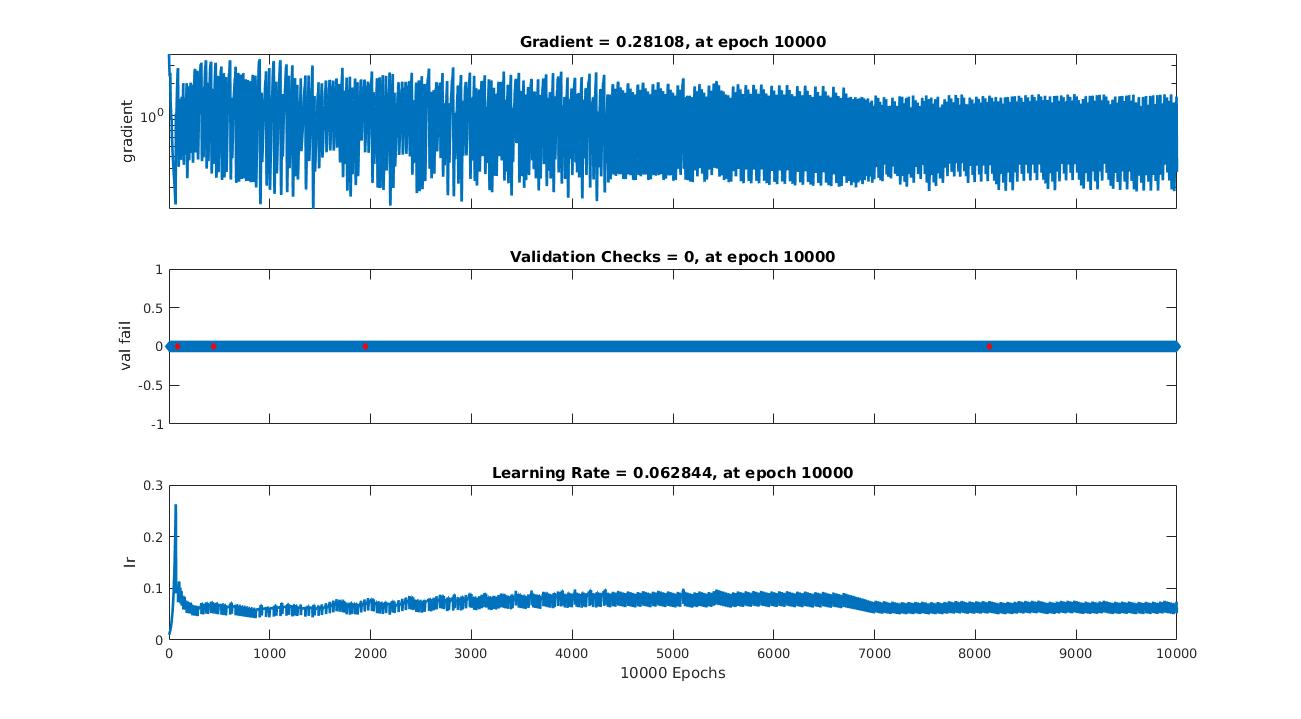 Gradient = 0.28108, at epoch 10000
gradient
10⁰
Validation Checks = 0, at epoch 10000
val fail
1
0.5
0
-0.5
-1
Learning Rate = 0.062844, at epoch 10000
lr
0.3
0.2
0.1
0
0 1000 2000 3000 4000 5000 6000 7000 8000 9000 10000
10000 Epochs